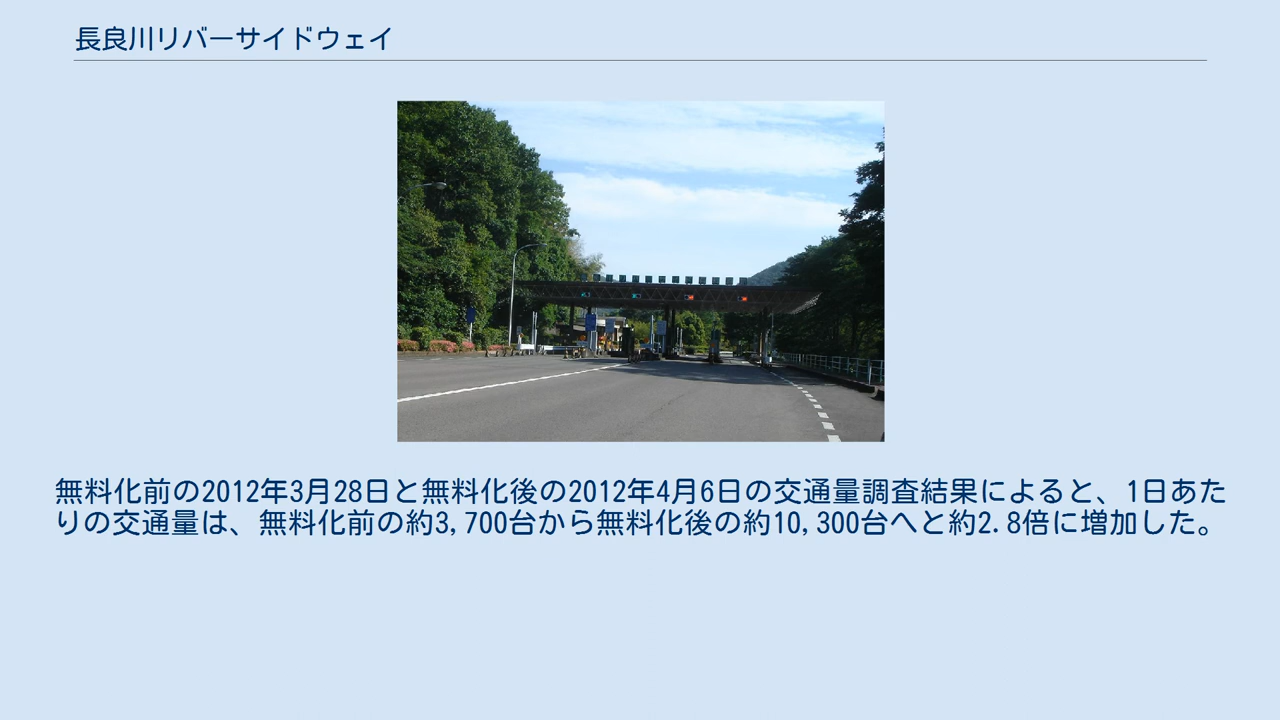 長良川リバーサイドウェイ
無料化前の2012年3月28日と無料化後の2012年4月6日の交通量調査結果によると、1日あた
りの交通量は、無料化前の約3,700台から無料化後の約10,300台へと約2.8倍に増加した。